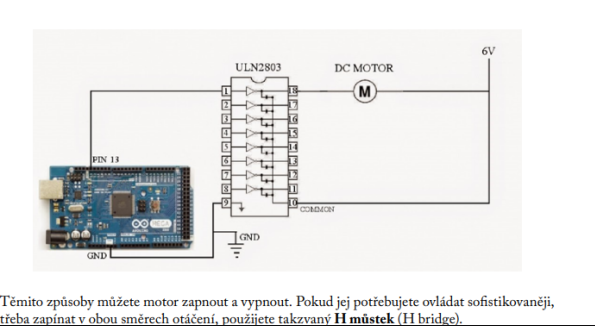 6V
ULN2803
DC MOTOR
M
1 18
2 17
3 16
4 15
5 14
6 13
7 12
8 11
9 10
COMMON
PIN 13
ARDUINO
MEGA
GND
GND
Těmito způsoby můžete motor zapnout a vypnout. Pokud jej potřebujete ovládat sofistikovaněji,
třeba zapínat v obou směrech otáčení, použijete takzvaný H můstek (H bridge).